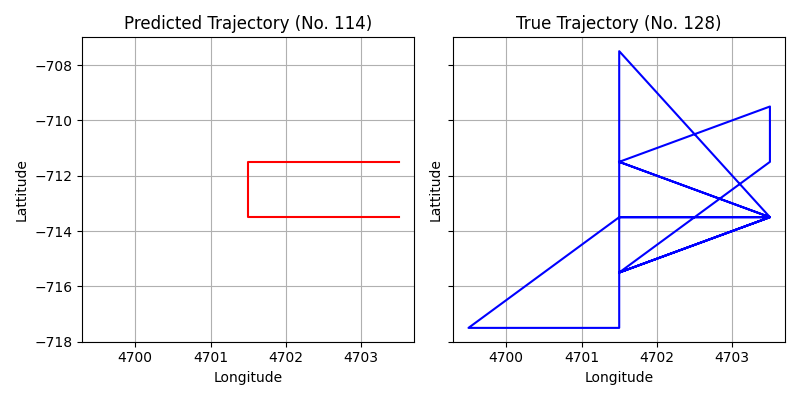 Predicted Trajectory (No. 114)
True Trajectory (No. 128)
−708
−710
−712
−714
−716
−718
Lattitude
Lattitude
4700 4701 4702 4703
4700 4701 4702 4703
Longitude
Longitude